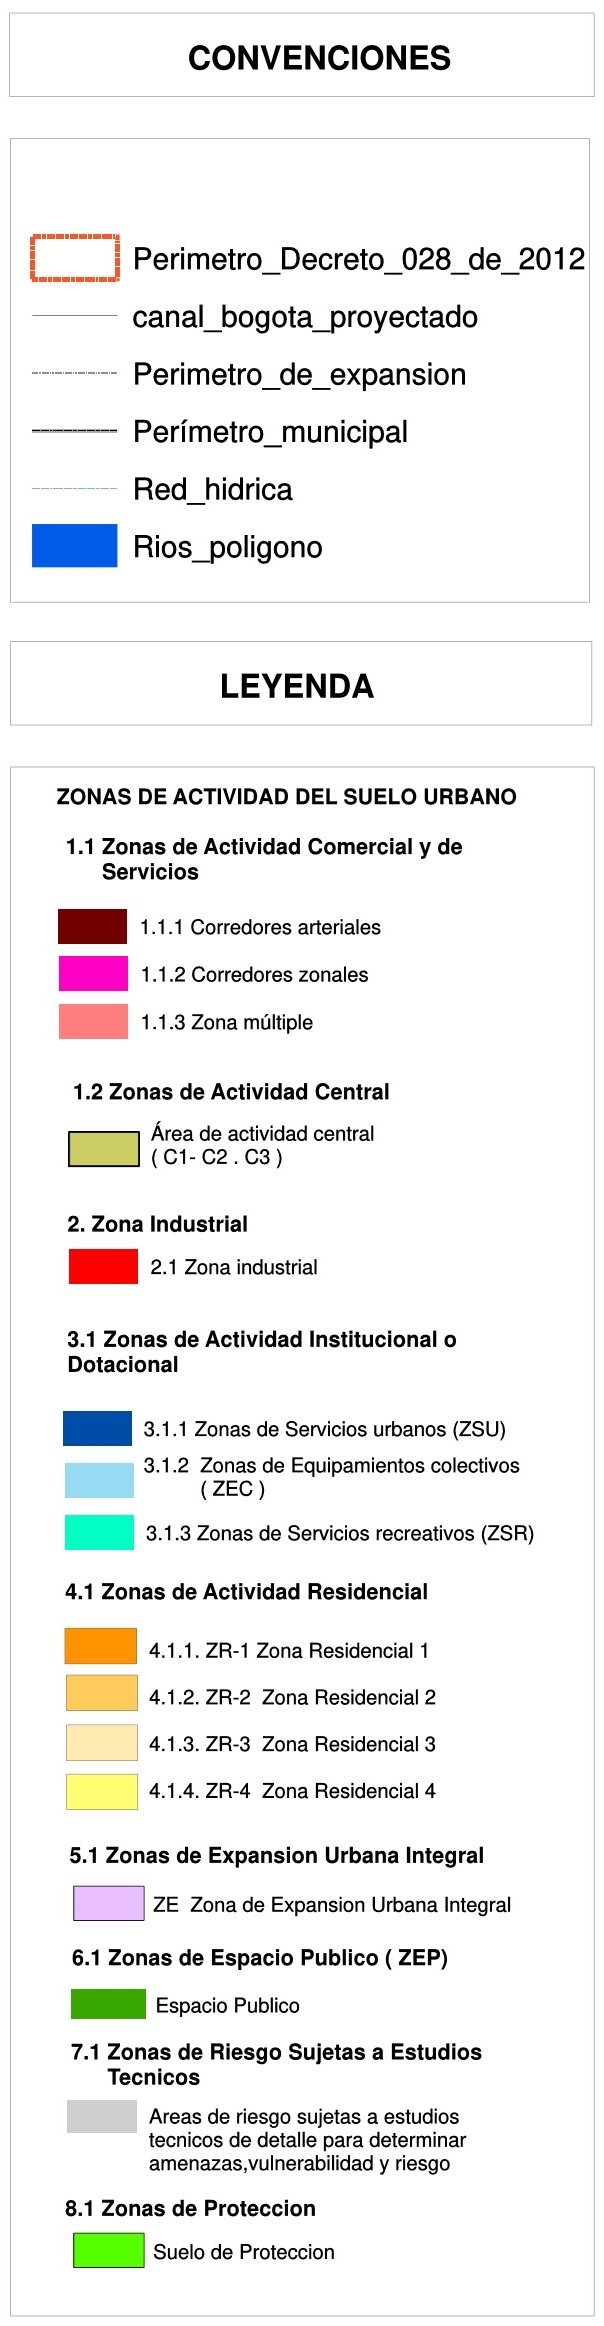 CONVENCIONES
Perimetro_Decreto_028_de_2012
canal_bogota_proyectado
Perimetro_de_expansion
Perímetro_municipal
Red_hidrica
Rios_poligono
LEYENDA
ZONAS DE ACTIVIDAD DEL SUELO URBANO
1.1 Zonas de Actividad Comercial y de
Servicios
1.1.1 Corredores arteriales
1.1.2 Corredores zonales
1.1.3 Zona múltiple
1.2 Zonas de Actividad Central
Área de actividad central
( C1- C2 . C3 )
2. Zona Industrial
2.1 Zona industrial
3.1 Zonas de Actividad Institucional o
Dotacional
3.1.1 Zonas de Servicios urbanos (ZSU)
3.1.2 Zonas de Equipamientos colectivos
( ZEC )
3.1.3 Zonas de Servicios recreativos (ZSR)
4.1 Zonas de Actividad Residencial
4.1.1. ZR-1 Zona Residencial 1
4.1.2. ZR-2 Zona Residencial 2
4.1.3. ZR-3 Zona Residencial 3
4.1.4. ZR-4 Zona Residencial 4
5.1 Zonas de Expansion Urbana Integral
ZE Zona de Expansion Urbana Integral
6.1 Zonas de Espacio Publico ( ZEP)
Espacio Publico
7.1 Zonas de Riesgo Sujetas a Estudios
Tecnicos
Areas de riesgo sujetas a estudios
tecnicos de detalle para determinar
amenazas,vulnerabilidad y riesgo
8.1 Zonas de Proteccion
Suelo de Proteccion